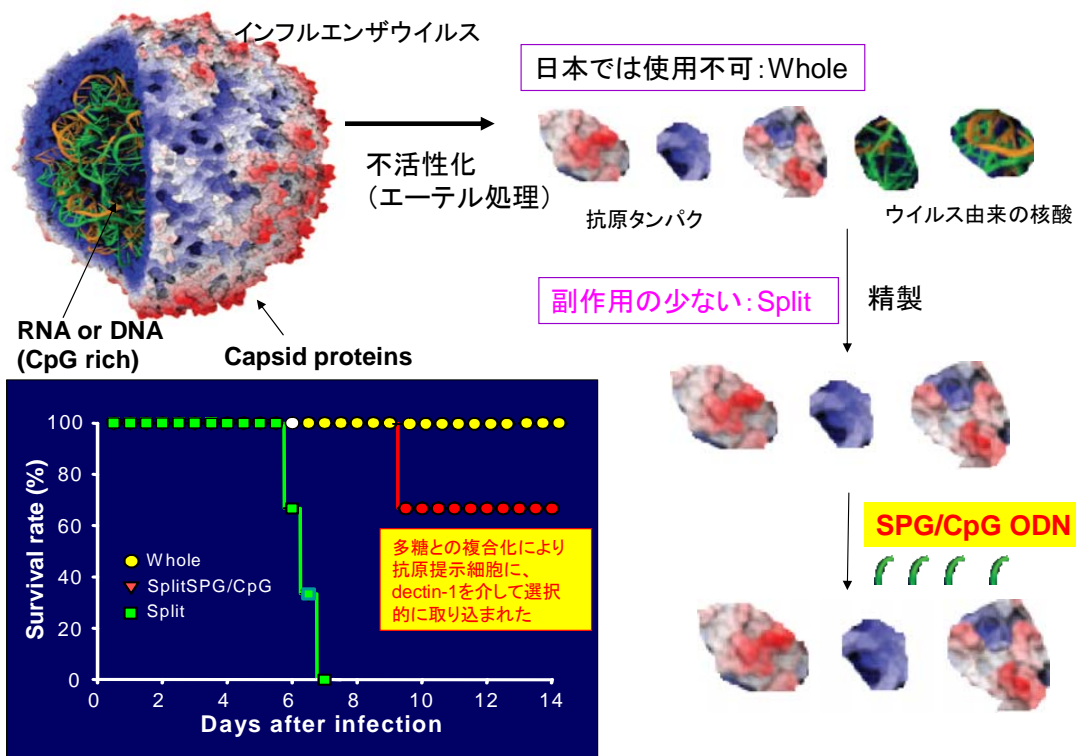 インフルエンザウイルス
日本では使用不可：Whole
不活性化
（エーテル処理）
抗原タンパク
ウイルス由来の核酸
RNA or DNA
(CpG rich)
Capsid proteins
副作用の少ない：Split
精製
SPG/CpG ODN
100
80
60
40
20
0
Survival rate (%)
Whole
SplitSPG/CpG
Split
多糖との複合化により
抗原提示細胞に、
dectin-1を介して選択
的に取り込まれた
0 2 4 6 8 10 12 14
Days after infection